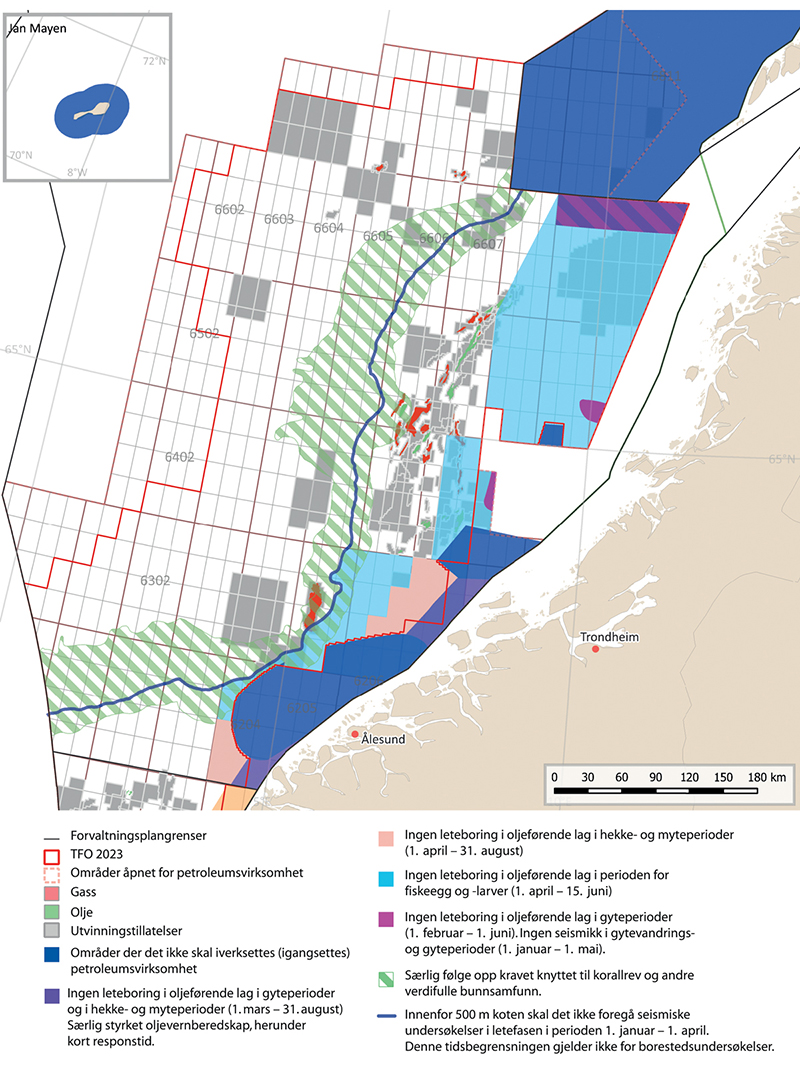 Jan Mayen
72°N
70°N
8°W
6602
6603
6604
6605
6606
6607
6502
65°N
6402
65°N
6302
Trondheim
Ålesund
0 30 60 90 120 150 180 km
Forvaltningsplangrenser
TFO 2023
Områder åpnet for petroleumsvirksomhet
Gass
Olje
Utvinningstillatelser
Områder der det ikke skal iverksettes (igangsettes)
petroleumsvirksomhet
Ingen leteboring i oljeførende lag i gyteperioder
og i hekke- og myteperioder (1. mars – 31. august)
Særlig styrket oljevernberedskap, herunder
kort responstid.
Ingen leteboring i oljeførende lag i hekke- og myteperioder
(1. april – 31. august)
Ingen leteboring i oljeførende lag i perioden for
fiskeegg og -larver (1. april – 15. juni)
Ingen leteboring i oljeførende lag i gyteperioder
(1. februar – 1. juni). Ingen seismikk i gytevandrings-
og gyteperioder (1. januar – 1. mai).
Særlig følge opp kravet knyttet til korallrev og andre
verdifulle bunnsamfunn.
Innenfor 500 m koten skal det ikke foregå seismiske
undersøkelser i letefasen i perioden 1. januar – 1. april.
Denne tidsbegrensningen gjelder ikke for borestedsundersøkelser.